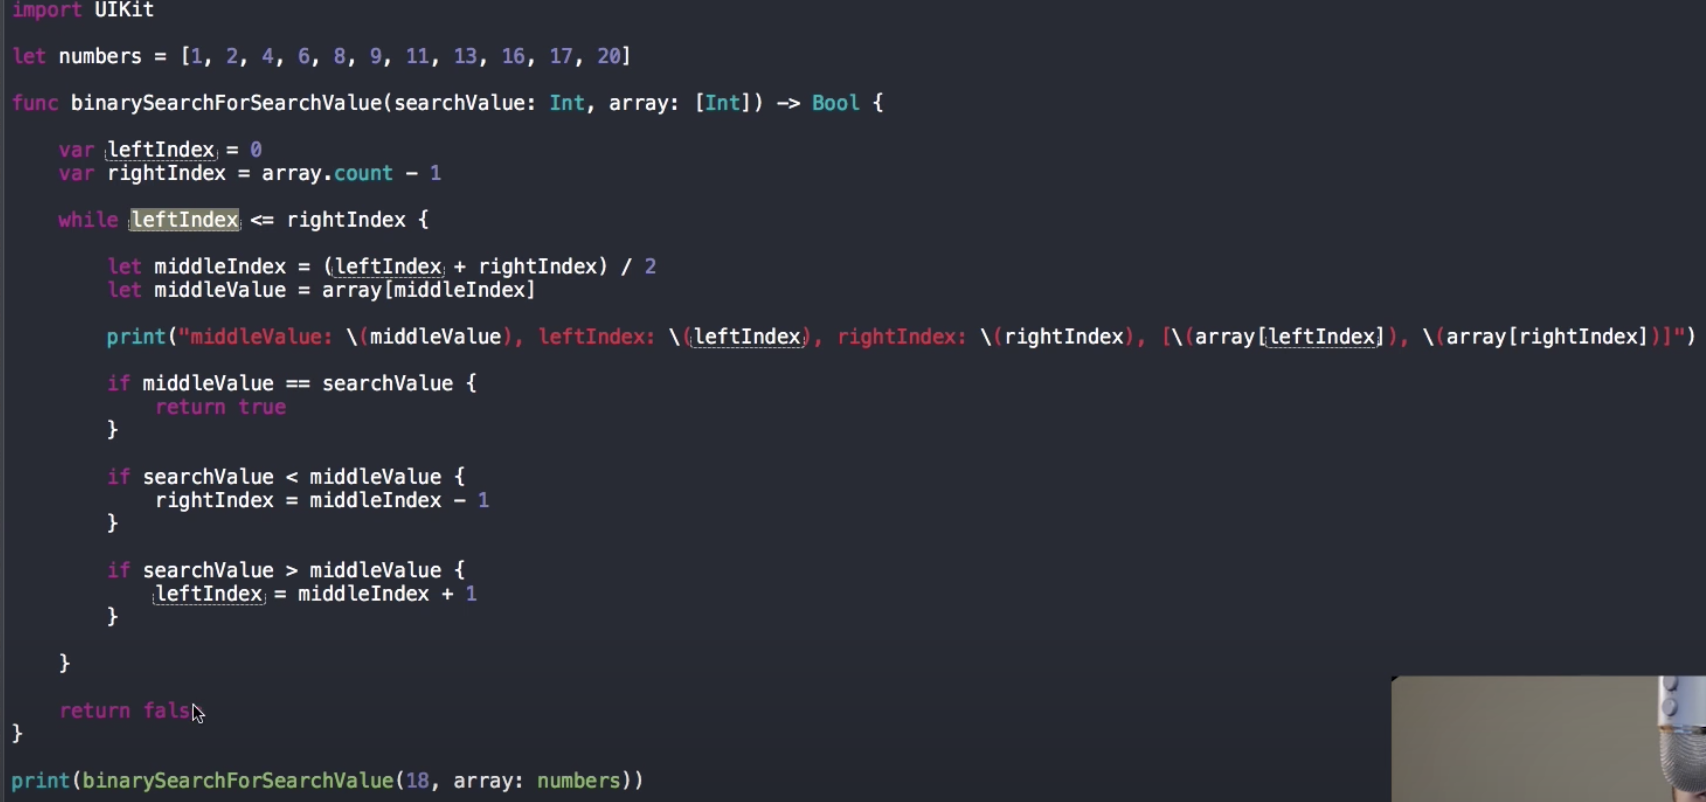 import UIKit
let numbers = [1, 2, 4, 6, 8, 9, 11, 13, 16, 17, 20]
func binarySearchForSearchValue(searchValue: Int, array: [Int]) -> Bool {
var leftIndex = 0
var rightIndex = array.count - 1
while leftIndex <= rightIndex {
let middleIndex = (leftIndex + rightIndex) / 2
let middleValue = array[middleIndex]
print("middleValue: \(middleValue), leftIndex: \(leftIndex), rightIndex: \(rightIndex), [\(array[leftIndex]), \(array[rightIndex])]")
if middleValue == searchValue {
return true
}
if searchValue < middleValue {
rightIndex = middleIndex - 1
}
if searchValue > middleValue {
leftIndex = middleIndex + 1
}
}
return false
}
print(binarySearchForSearchValue(18, array: numbers))